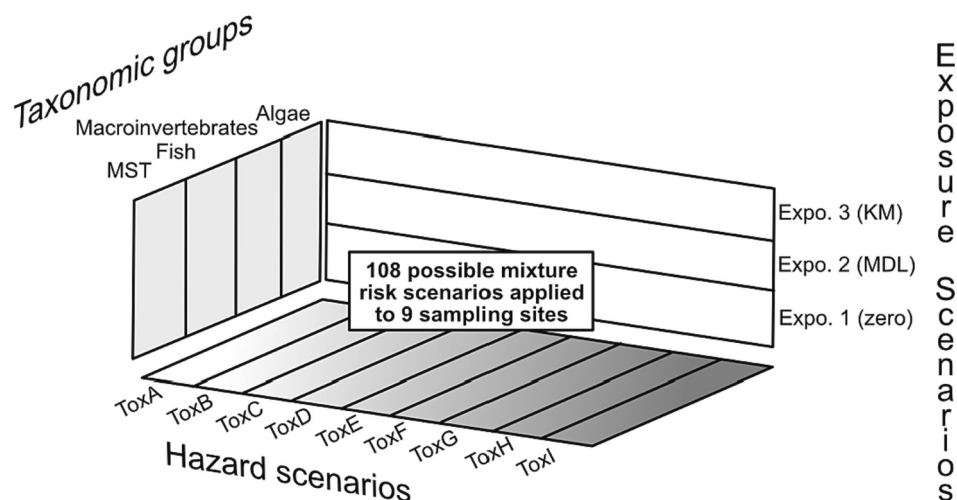 Taxonomic groups
Algae
Macroinvertebrates
Fish
MST
Exposure Scenarios
Expo. 3 (KM)
Expo. 2 (MDL)
Expo. 1 (zero)
108 possible mixture
risk scenarios applied
to 9 sampling sites
ToxA
ToxB
ToxC
ToxD
ToxE
ToxF
ToxG
ToxH
ToxI
Hazard scenarios